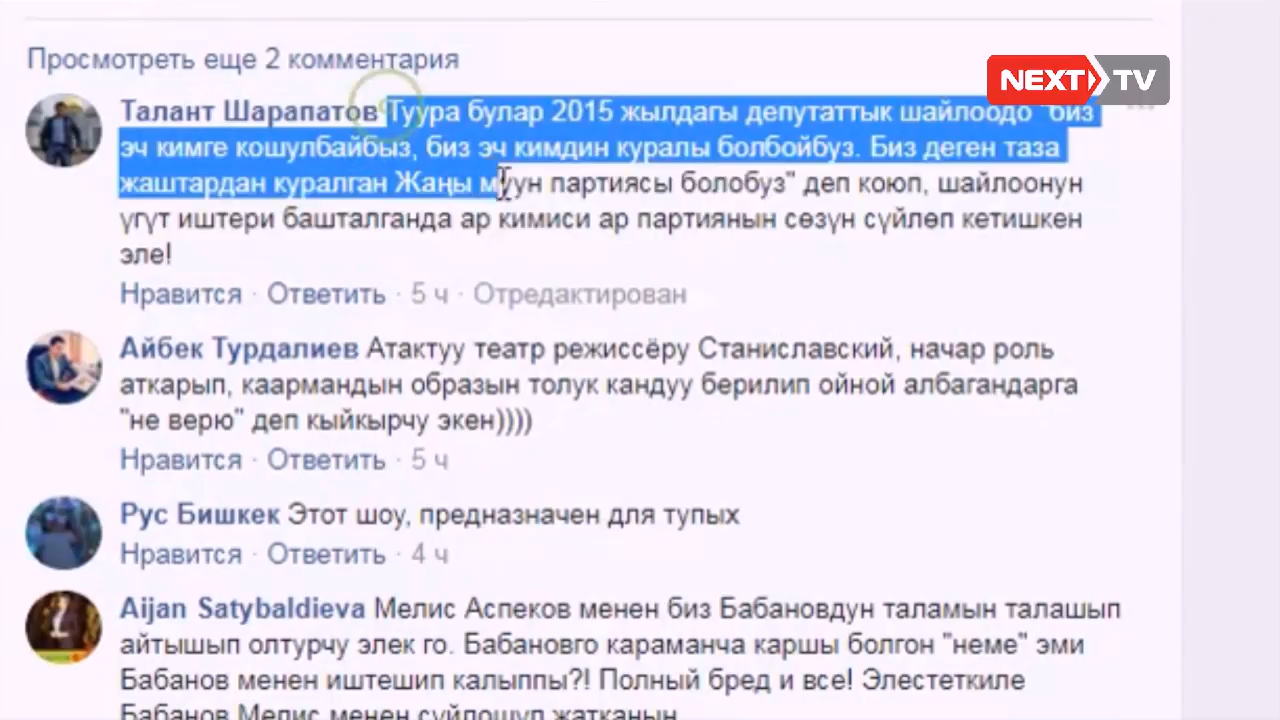 Просмотреть еще 2 комментария
NEXT TV
Талант Шарапатов Туура булар 2015 жылдагы депутаттык шайлоодо "биз
эч кимге кошулбайбыз, биз эч кимдин куралы болбойбуз. Биз деген таза
жаштардан куралган Жаңы муун партиясы болобуз" деп коюп, шайлоонун
үгүт иштери башталганда ар кимиси ар партиянын сөзүн сүйлөп кетишкен
эле!
Нравится · Ответить · 5 ч · Отредактирован
Айбек Турдалиев Атактуу театр режиссёру Станиславский, начар роль
аткарып, каармандын образын толук кандуу берилип ойной албагандарга
"не верю" деп кыйкырчу экен))))
Нравится · Ответить · 5 ч
Рус Бишкек Этот шоу, предназначен для тупых
Нравится · Ответить · 4 ч
Aijan Satybaldieva Мелис Аспеков менен биз Бабановдун таламын талашып
айтышып олтурчу элек го. Бабановго караманча каршы болгон "неме" эми
Бабанов менен иштешип калыппы?! Полный бред и все! Элестеткиле
Бабанов Мелис менен сүйлөшүп жатканын